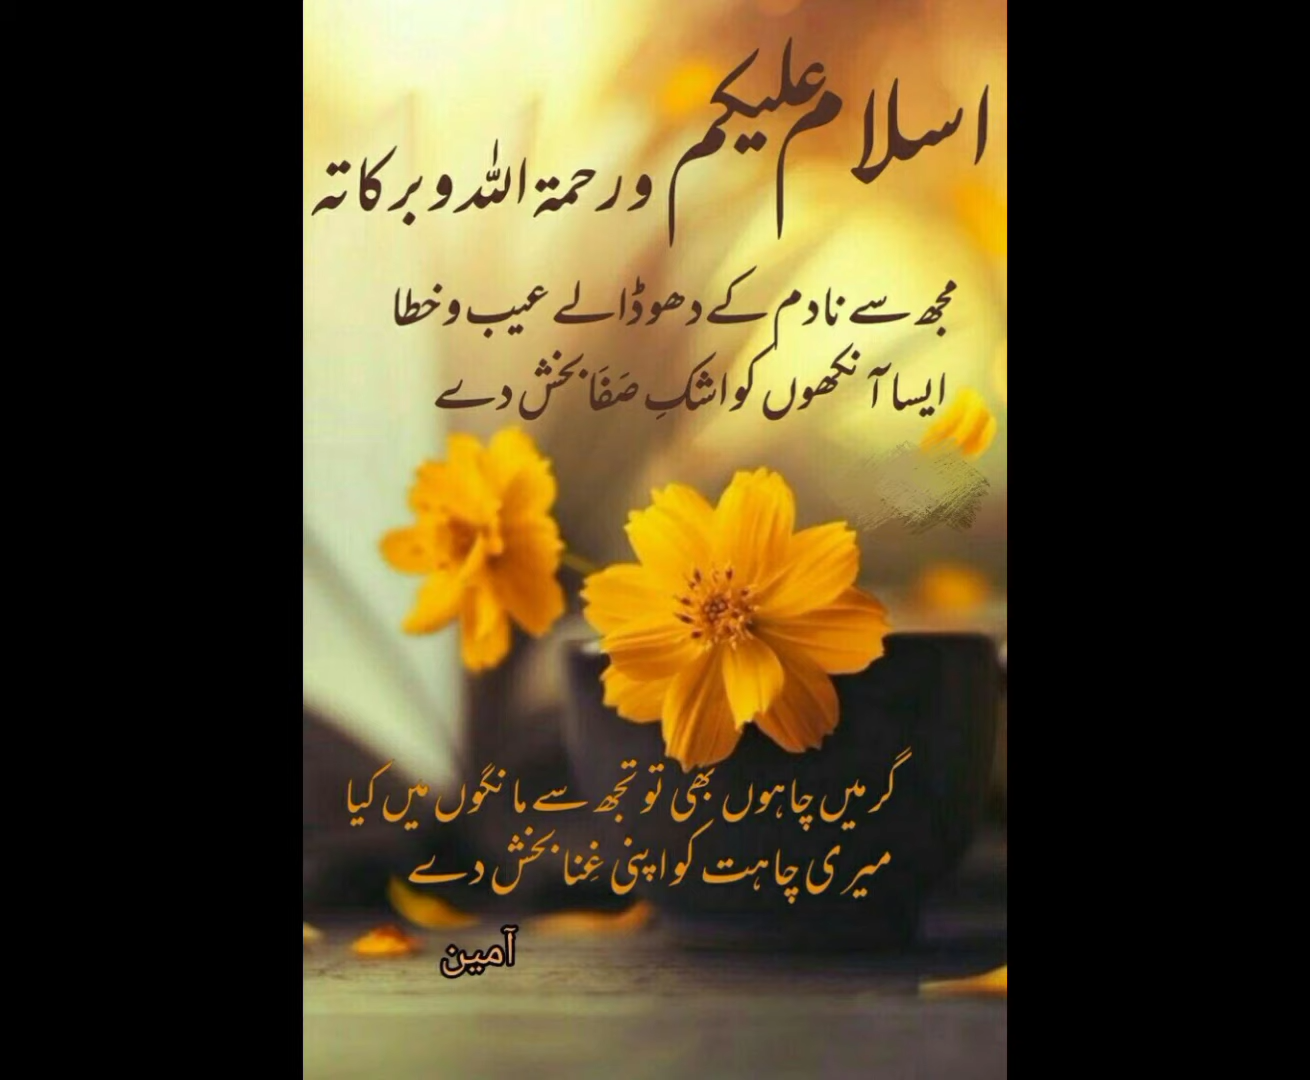 اسلام علیکم
ورحمۃ اللہ وبرکاتہ
مجھ سے نادم کے دھو ڈالے عیب و خطا
ایسا آنکھوں کو اشکِ صَفَا بخش دے
گر میں چاہوں بھی تو تجھ سے مانگوں میں کیا
میری چاہت کو اپنی غِنا بخش دے
آمین